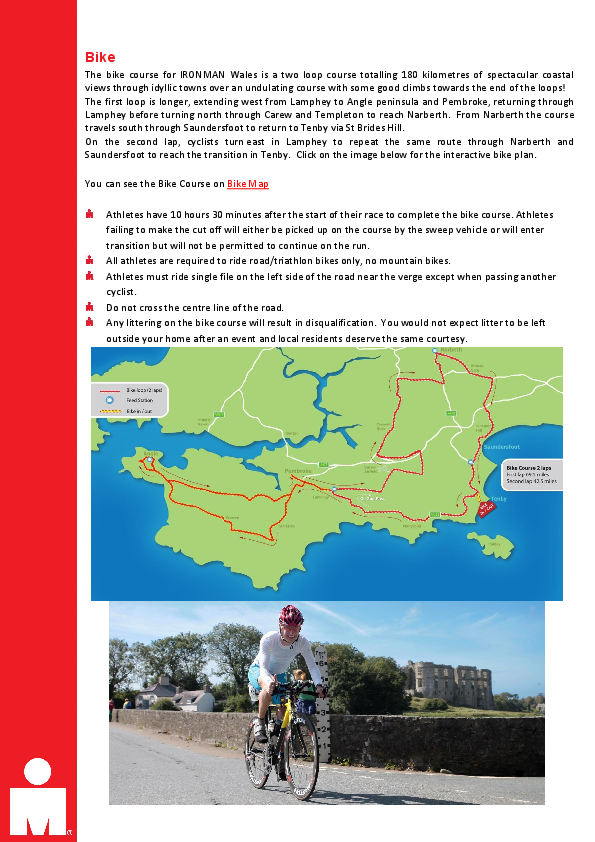 Bike
The bike course for IRONMAN Wales is a two loop course totalling 180 kilometres of spectacular coastal
views through idyllic towns over an undulating course with some good climbs towards the end of the loops!
The first loop is longer, extending west from Lamphey to Angle peninsula and Pembroke, returning through
Lamphey before turning north through Carew and Templeton to reach Narberth. From Narberth the course
travels south through Saundersfoot to return to Tenby via St Brides Hill.
On the second lap, cyclists turn east in Lamphey to repeat the same route through Narberth and
Saundersfoot to reach the transition in Tenby. Click on the image below for the interactive bike plan.
You can see the Bike Course on Bike Map
Athletes have 10 hours 30 minutes after the start of their race to complete the bike course. Athletes
failing to make the cut off will either be picked up on the course by the sweep vehicle or will enter
transition but will not be permitted to continue on the run.
All athletes are required to ride road/triathlon bikes only, no mountain bikes.
Athletes must ride single file on the left side of the road near the verge except when passing another
cyclist.
Do not cross the centre line of the road.
Any littering on the bike course will result in disqualification. You would not expect litter to be left
outside your home after an event and local residents deserve the same courtesy.
Bike loop (2 laps)
Feed Station
Bike in / out
Narberth
Saundersfoot
Angle
Pembroke
Lamphey
Bike Course 2 laps
First lap 69.5 miles
Second lap 42.5 miles
Tenby